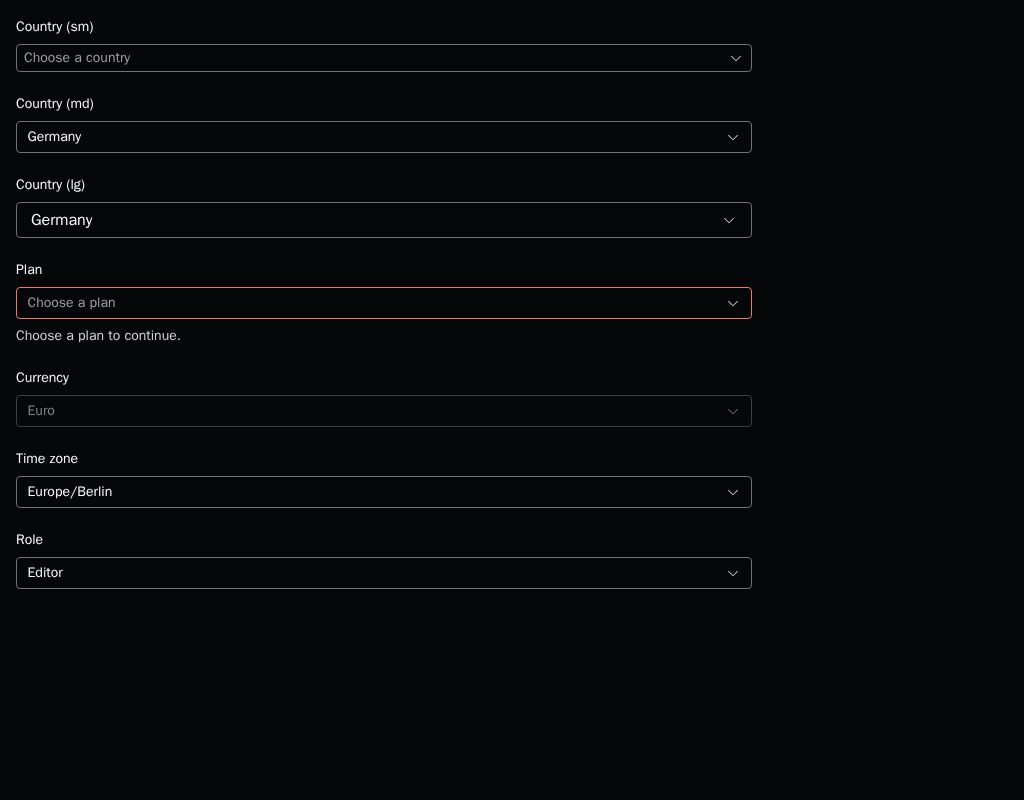 Country (sm)
Choose a country
Country (md)
Germany
Country (lg)
Germany
Plan
Choose a plan
Choose a plan to continue.
Currency
Euro
Time zone
Europe/Berlin
Role
Editor